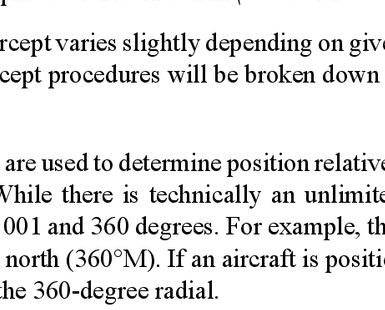 rcept varies slightly depending on give
cept procedures will be broken down
are used to determine position relative
While there is technically an unlimite
001 and 360 degrees. For example, th
north (360°M). If an aircraft is positi
the 360-degree radial.